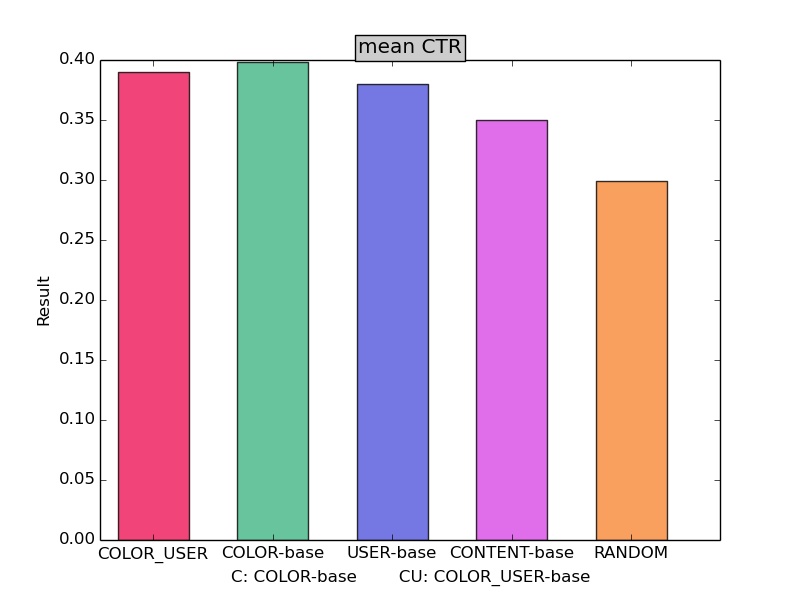 mean CTR
0.40
0.35
0.30
0.25
0.20
0.15
0.10
0.05
0.00
Result
COLOR_USER COLOR-base USER-base CONTENT-base RANDOM
C: COLOR-base CU: COLOR_USER-base